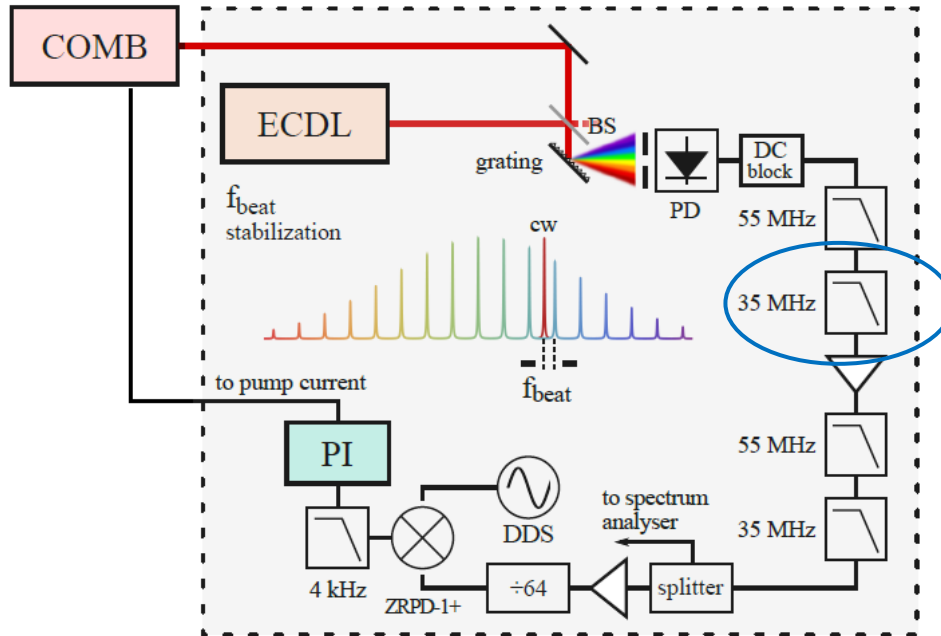 COMB
ECDL
BS
grating
PD
DC
block
f_beat
stabilization
cw
55 MHz
35 MHz
f_beat
to pump current
PI
4 kHz
ZRPD-1+
DDS
÷64
to spectrum
analyser
splitter
55 MHz
35 MHz